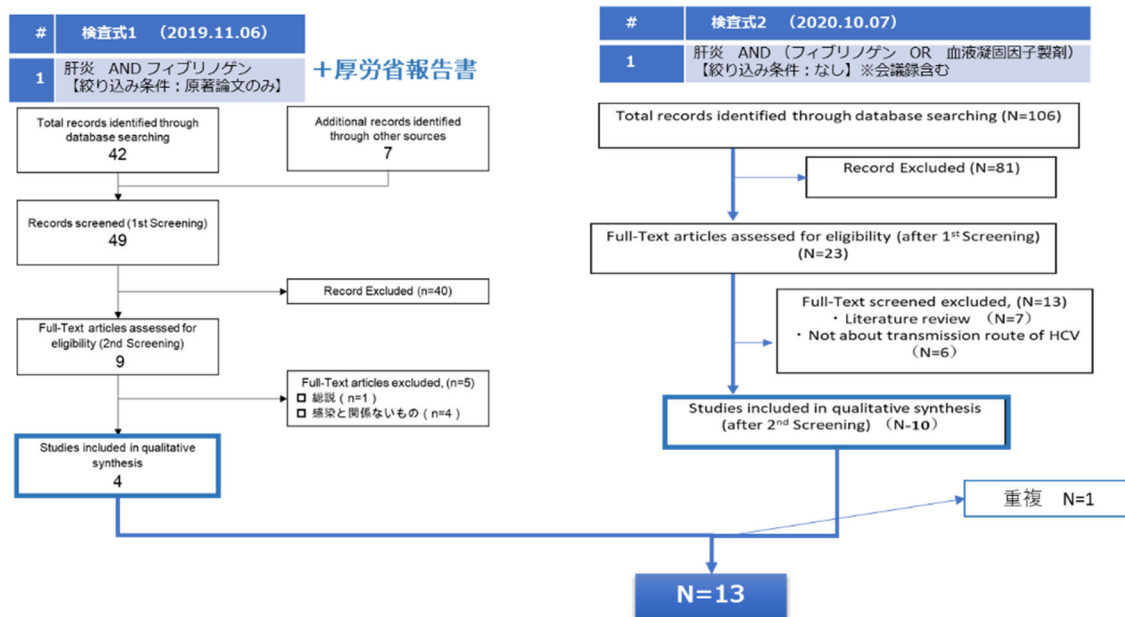 # 検査式1 (2019.11.06)
1 肝炎 AND フィブリノゲン
【絞り込み条件:原著論文のみ】
+厚労省報告書
Total records identified through
database searching
42
Additional records identified
through other sources
7
Records screened (1st Screening)
49
Record Excluded (n=40)
Full-Text articles assessed for
eligibility (2nd Screening)
9
Full-Text articles excluded, (n=5)
□ 総説(n=1)
□ 感染と関係ないもの(n=4)
Studies included in qualitative
synthesis
4
# 検査式2 (2020.10.07)
1 肝炎 AND (フィブリノゲン OR 血液凝固因子製剤)
【絞り込み条件:なし】※会議録含む
Total records identified through database searching (N=106)
Record Excluded (N=81)
Full-Text articles assessed for eligibility (after 1st Screening)
(N=23)
Full-Text screened excluded, (N=13)
・ Literature review (N=7)
・ Not about transmission route of HCV
(N=6)
Studies included in qualitative synthesis
(after 2nd Screening) (N-10)
重複 N=1
N=13